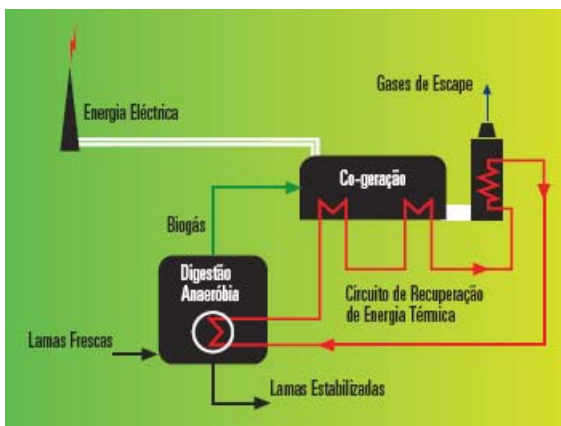 Gases de Escape
Energia Eléctrica
Co-geração
Biogás
Digestão
Anaeróbia
Circuito de Recuperação
de Energia Térmica
Lamas Frescas
Lamas Estabilizadas